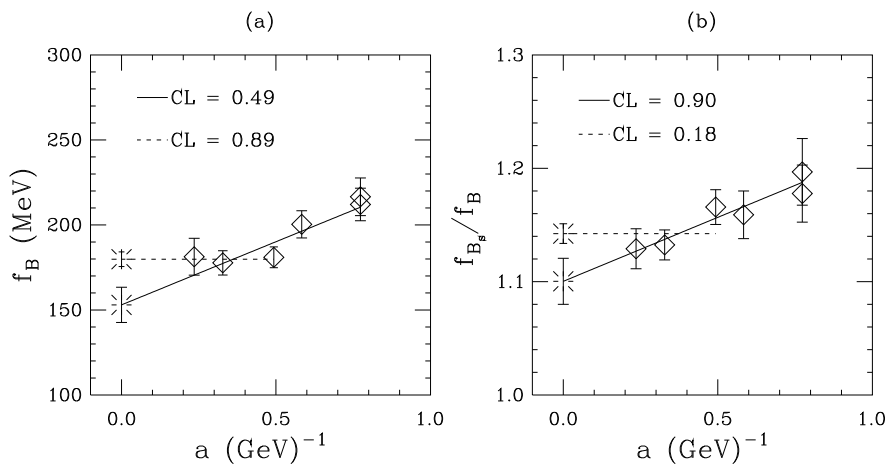 (a)
300
250
200
150
100
f_B (MeV)
CL = 0.49
CL = 0.89
0.0 0.5 1.0
a (GeV)⁻¹
(b)
1.3
1.2
1.1
1.0
f_{B_s}/f_B
CL = 0.90
CL = 0.18
0.0 0.5 1.0
a (GeV)⁻¹